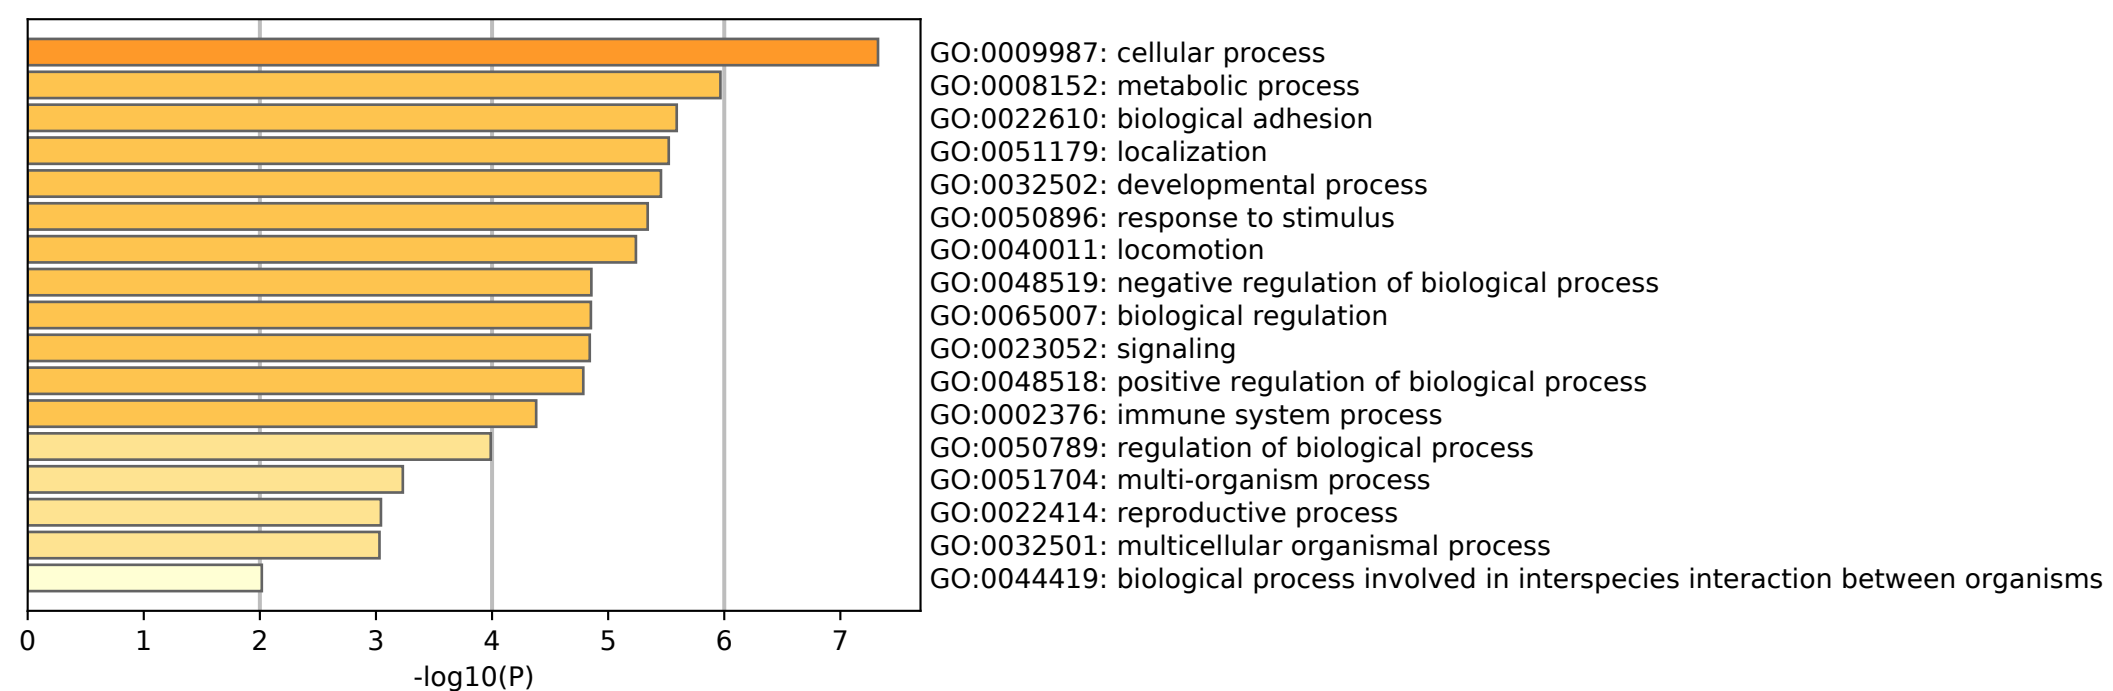 GO:0009987: cellular process
GO:0008152: metabolic process
GO:0022610: biological adhesion
GO:0051179: localization
GO:0032502: developmental process
GO:0050896: response to stimulus
GO:0040011: locomotion
GO:0048519: negative regulation of biological process
GO:0065007: biological regulation
GO:0023052: signaling
GO:0048518: positive regulation of biological process
GO:0002376: immune system process
GO:0050789: regulation of biological process
GO:0051704: multi-organism process
GO:0022414: reproductive process
GO:0032501: multicellular organismal process
GO:0044419: biological process involved in interspecies interaction between organisms
0 1 2 3 4 5 6 7
-log10(P)